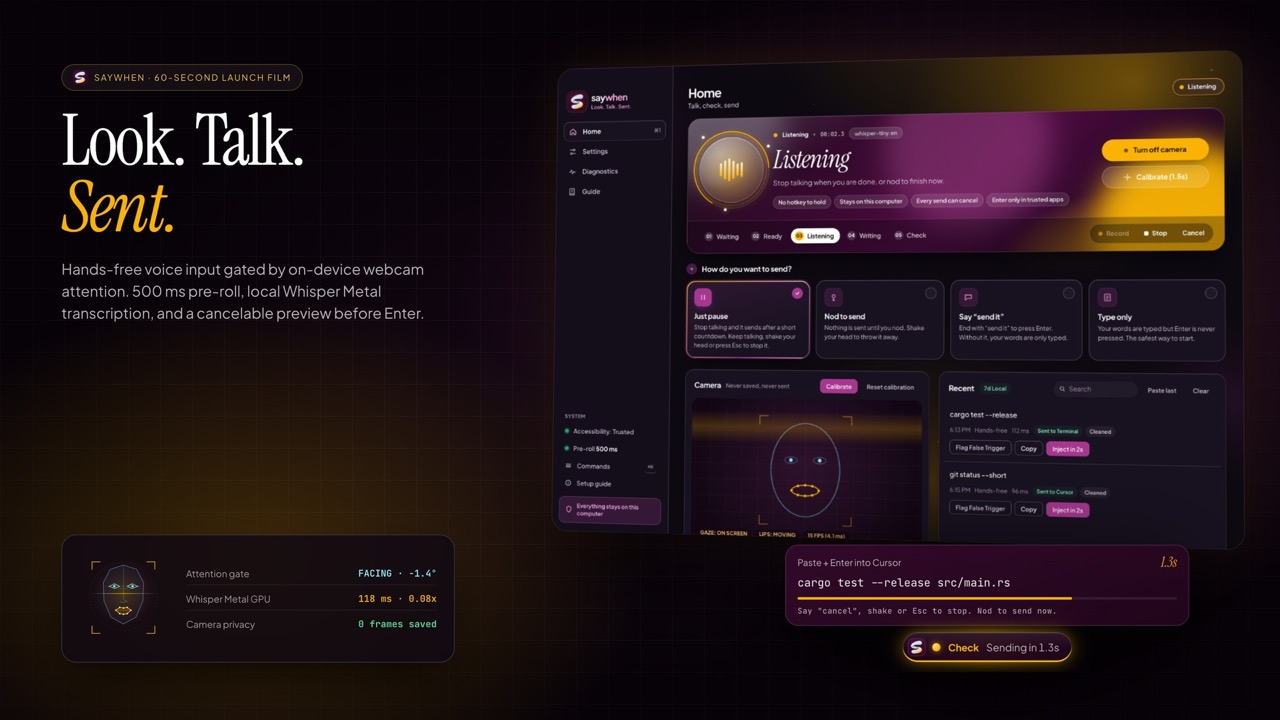 SAYWHEN · 60-SECOND LAUNCH FILM
Look. Talk.
Sent.
Hands-free voice input gated by on-device webcam
attention. 500 ms pre-roll, local Whisper Metal
transcription, and a cancelable preview before Enter.
Attention gate
FACING · -1.4°
Whisper Metal GPU
118 ms · 0.08x
Camera privacy
0 frames saved
saywhen
Look. Talk. Sent.
Home
⌘1
Settings
Diagnostics
Guide
SYSTEM
Accessibility: Trusted
Pre-roll 500 ms
Commands
Setup guide
Everything stays on this
computer
Home
Talk, check, send
Listening
Listening • 00:02.3 whisper-tiny.en
Listening
Stop talking when you are done, or nod to finish now.
No hotkey to hold
Stays on this computer
Every send can cancel
Enter only in trusted apps
Turn off camera
Calibrate (1.5s)
01 Waiting
02 Ready
03 Listening
04 Writing
05 Check
Record
Stop
Cancel
How do you want to send?
Just pause
Stop talking and it sends after a short
countdown. Keep talking, shake your
head or press Esc to stop it.
Nod to send
Nothing is sent until you nod. Shake
your head to throw it away.
Say “send it”
End with “send it” to press Enter.
Without it, your words are only typed.
Type only
Your words are typed but Enter is never
pressed. The safest way to start.
Camera Never saved, never sent
Calibrate
Reset calibration
GAZE: ON SCREEN LIPS: MOVING 15 FPS (4.1 ms)
Recent 7d Local
Search
Paste last
Clear
cargo test --release
6:13 PM Hands-free 112 ms Sent to Terminal Cleaned
Flag False Trigger
Copy
Inject in 2s
git status --short
6:15 PM Hands-free 96 ms Sent to Cursor Cleaned
Flag False Trigger
Copy
Inject in 2s
Paste + Enter into Cursor
1.3s
cargo test --release src/main.rs
Say "cancel", shake or Esc to stop. Nod to send now.
Check Sending in 1.3s